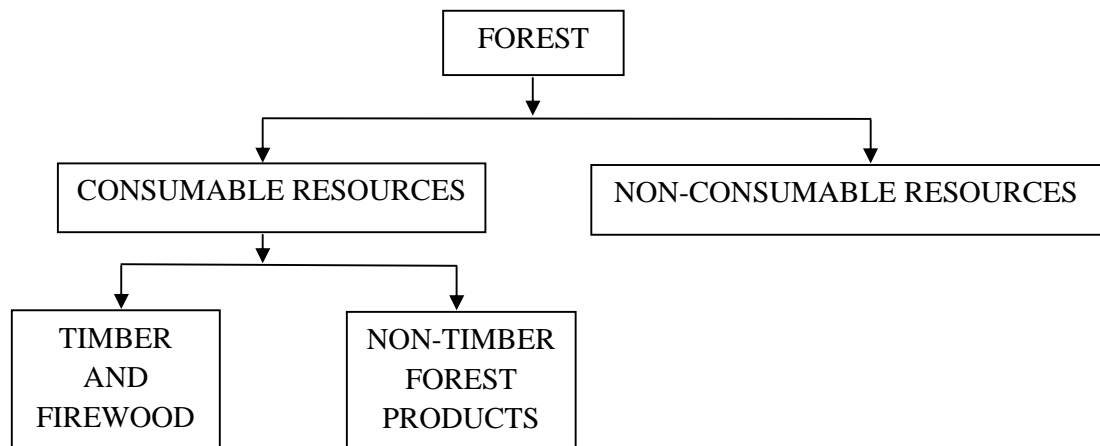 FOREST
CONSUMABLE RESOURCES
NON-CONSUMABLE RESOURCES
TIMBER
AND
FIREWOOD
NON-TIMBER
FOREST
PRODUCTS